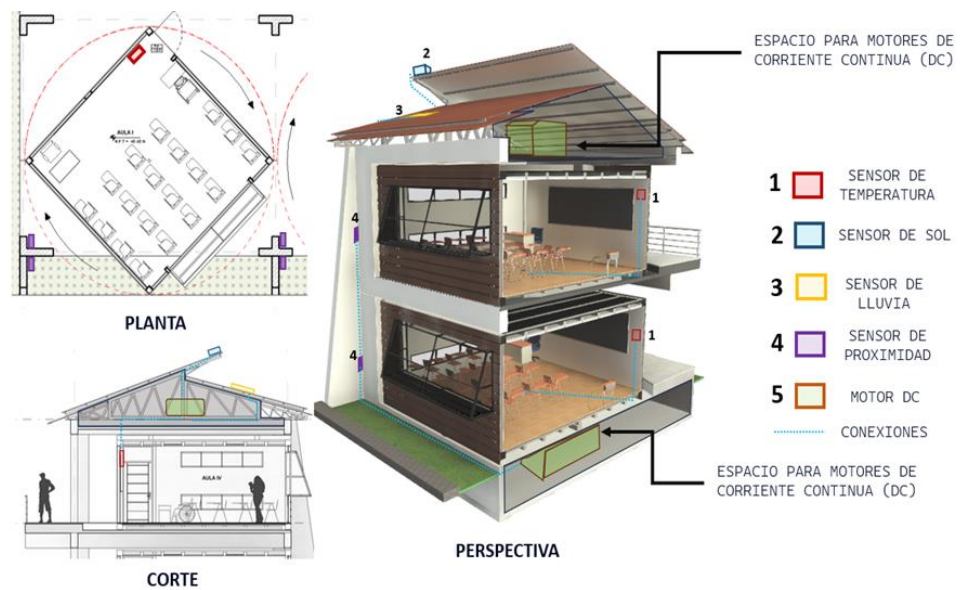 AULA I
PLANTA
AULA IV
CORTE
2
3
4
1
4
1
PERSPECTIVA
ESPACIO PARA MOTORES DE
CORRIENTE CONTINUA (DC)
1 SENSOR DE
TEMPERATURA
2 SENSOR DE SOL
3 SENSOR DE
LLUVIA
4 SENSOR DE
PROXIMIDAD
5 MOTOR DC
CONEXIONES
ESPACIO PARA MOTORES DE
CORRIENTE CONTINUA (DC)